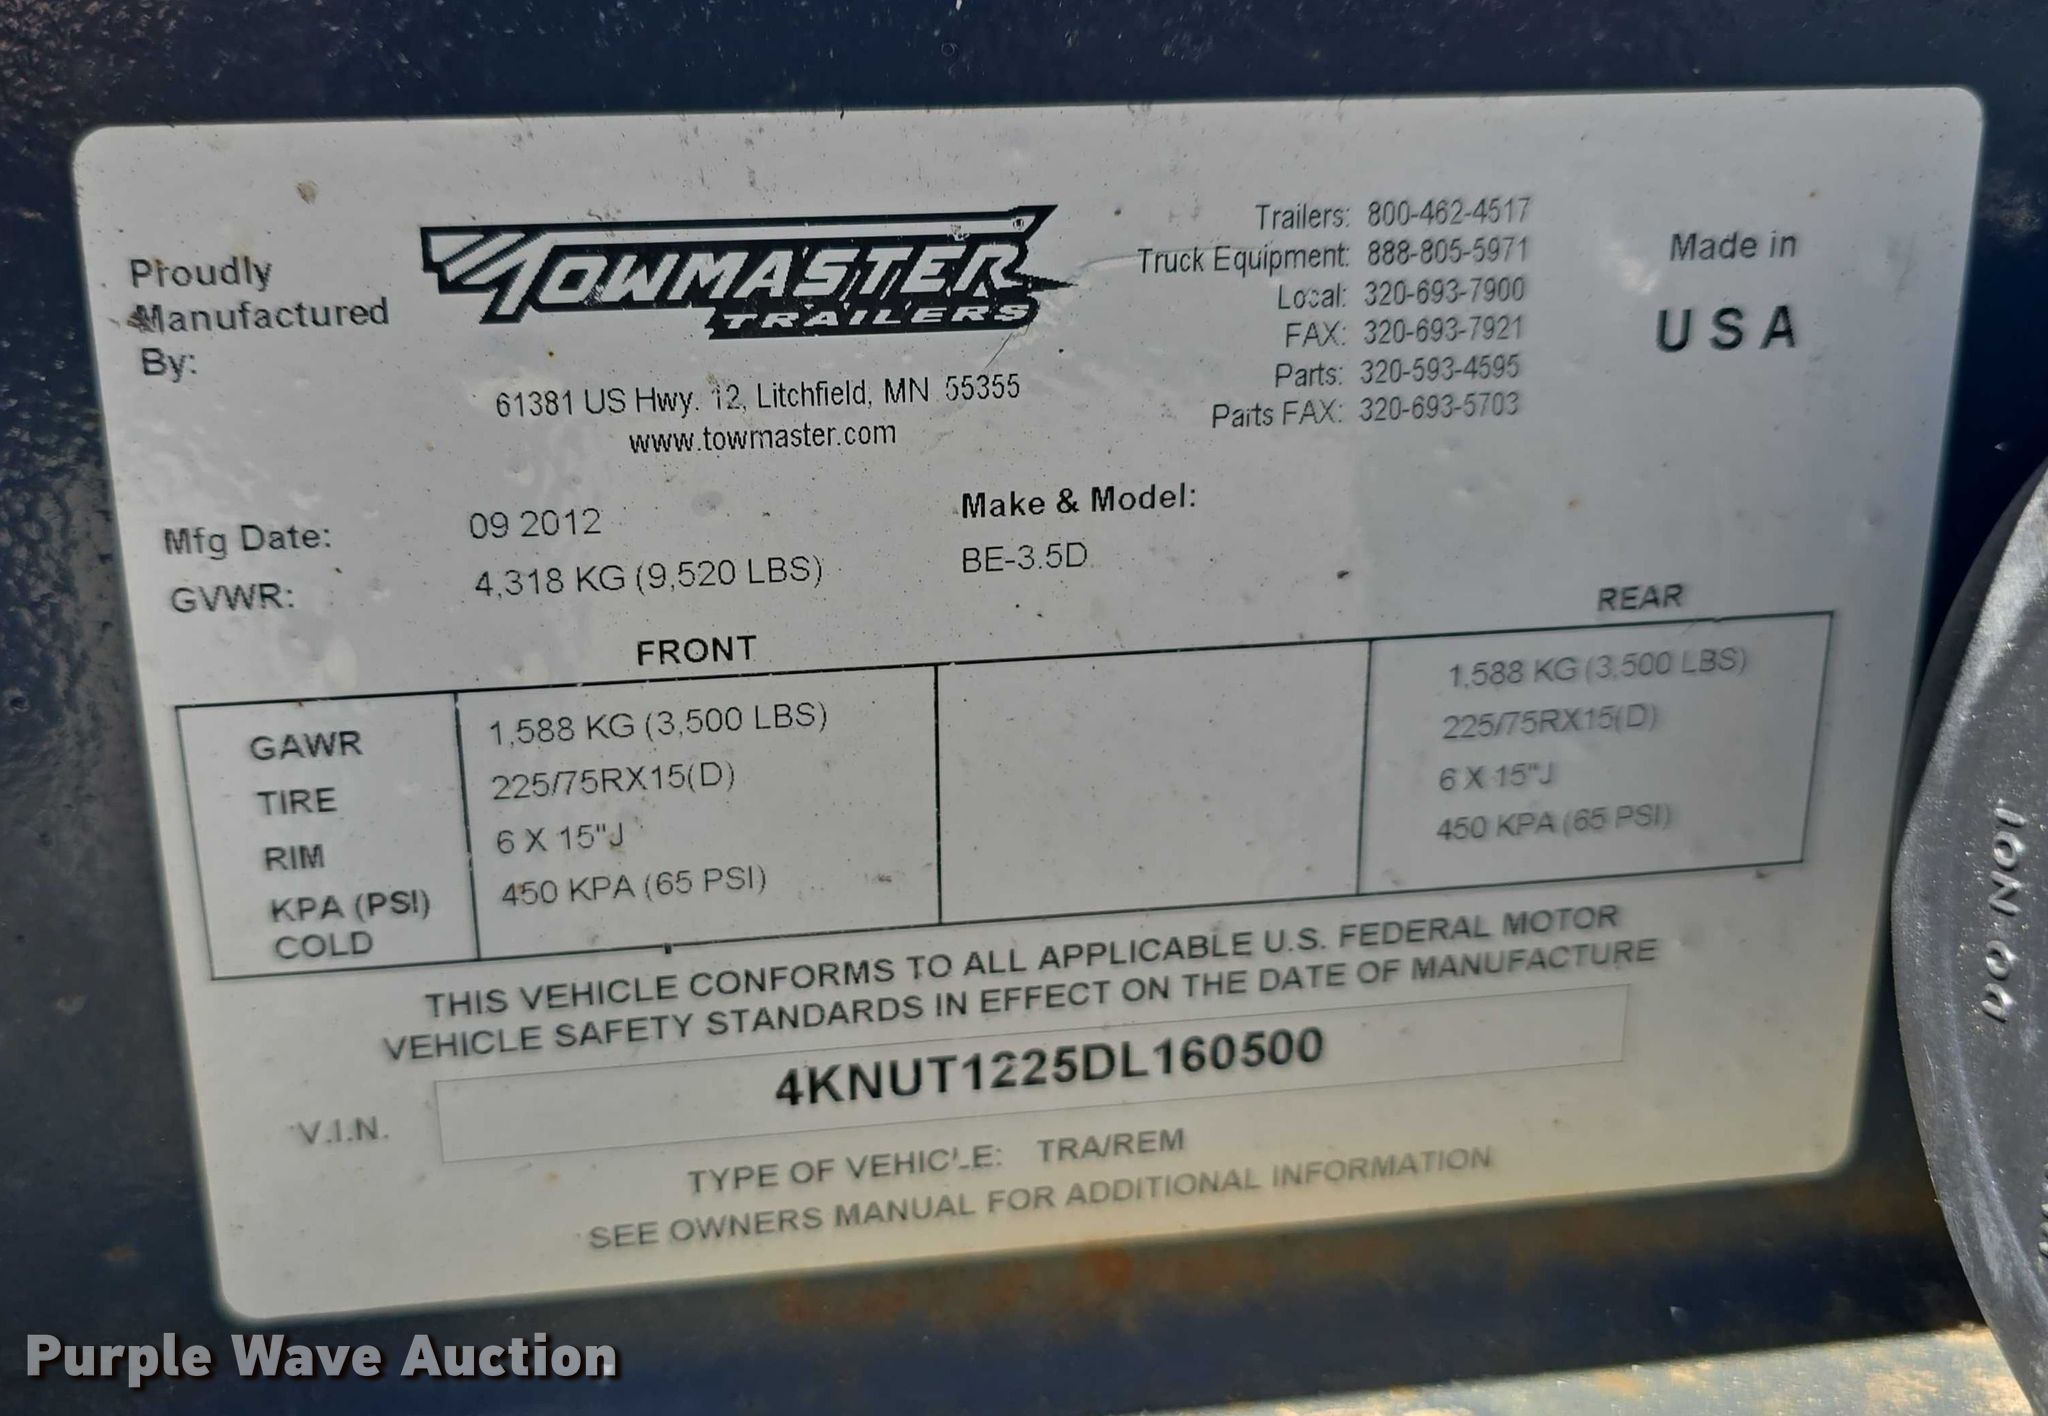 Proudly
Manufactured
By:
TOWMASTER
TRAILERS
61381 US Hwy. 12, Litchfield, MN 55355
www.towmaster.com
Trailers: 800-462-4517
Truck Equipment: 888-805-5971
Local: 320-693-7900
FAX: 320-693-7921
Parts: 320-593-4595
Parts FAX: 320-693-5703
Made in
USA
Mfg Date: 09 2012
GVWR: 4,318 KG (9,520 LBS)
Make & Model:
BE-3.5D
FRONT REAR
GAWR 1,588 KG (3,500 LBS) 1,588 KG (3,500 LBS)
TIRE 225/75RX15(D) 225/75RX15(D)
RIM 6 X 15"J 6 X 15"J
KPA (PSI) 450 KPA (65 PSI) 450 KPA (65 PSI)
COLD
THIS VEHICLE CONFORMS TO ALL APPLICABLE U.S. FEDERAL MOTOR
VEHICLE SAFETY STANDARDS IN EFFECT ON THE DATE OF MANUFACTURE
V.I.N. 4KNUT1225DL160500
TYPE OF VEHICLE: TRA/REM
SEE OWNERS MANUAL FOR ADDITIONAL INFORMATION
Purple Wave Auction